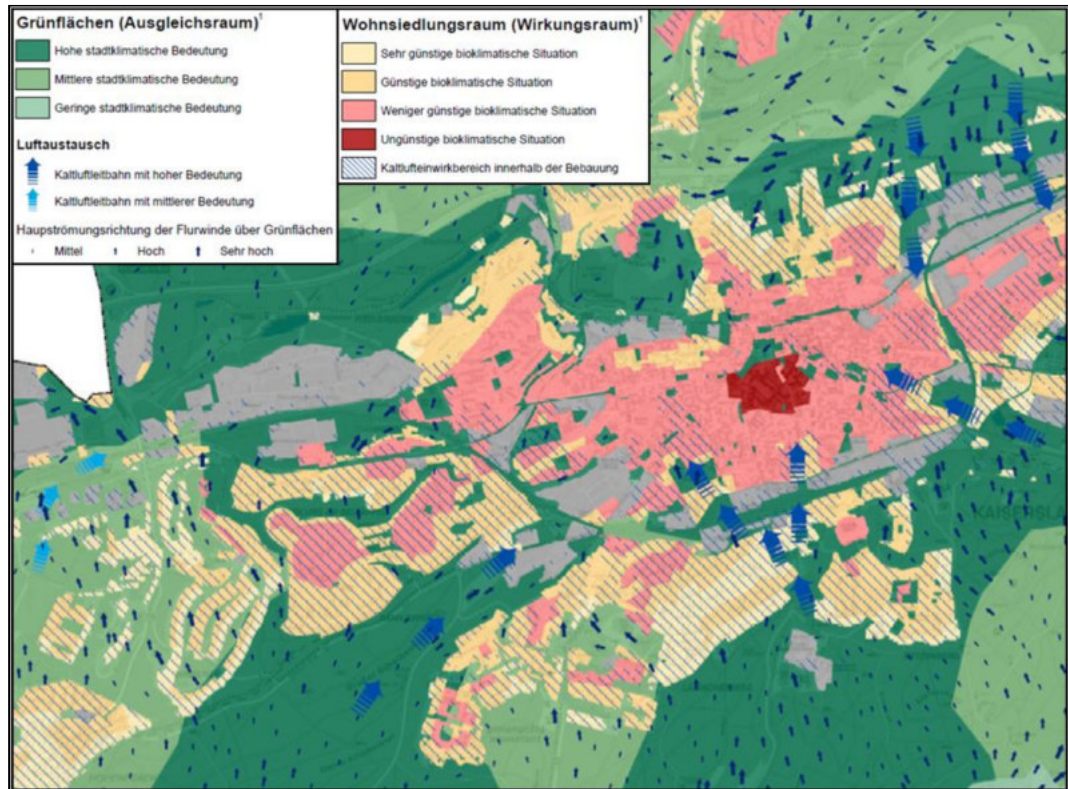 Grünflächen (Ausgleichsraum)¹
Hohe stadtklimatische Bedeutung
Mittlere stadtklimatische Bedeutung
Geringe stadtklimatische Bedeutung
Luftaustausch
Kaltluftleitbahn mit hoher Bedeutung
Kaltluftleitbahn mit mittlerer Bedeutung
Haupströmungsrichtung der Flurwinde über Grünflächen
Mittel Hoch Sehr hoch
Wohnsiedlungsraum (Wirkungsraum)¹
Sehr günstige bioklimatische Situation
Günstige bioklimatische Situation
Weniger günstige bioklimatische Situation
Ungünstige bioklimatische Situation
Kaltlufteinwirkbereich innerhalb der Bebauung
KAISERSLA